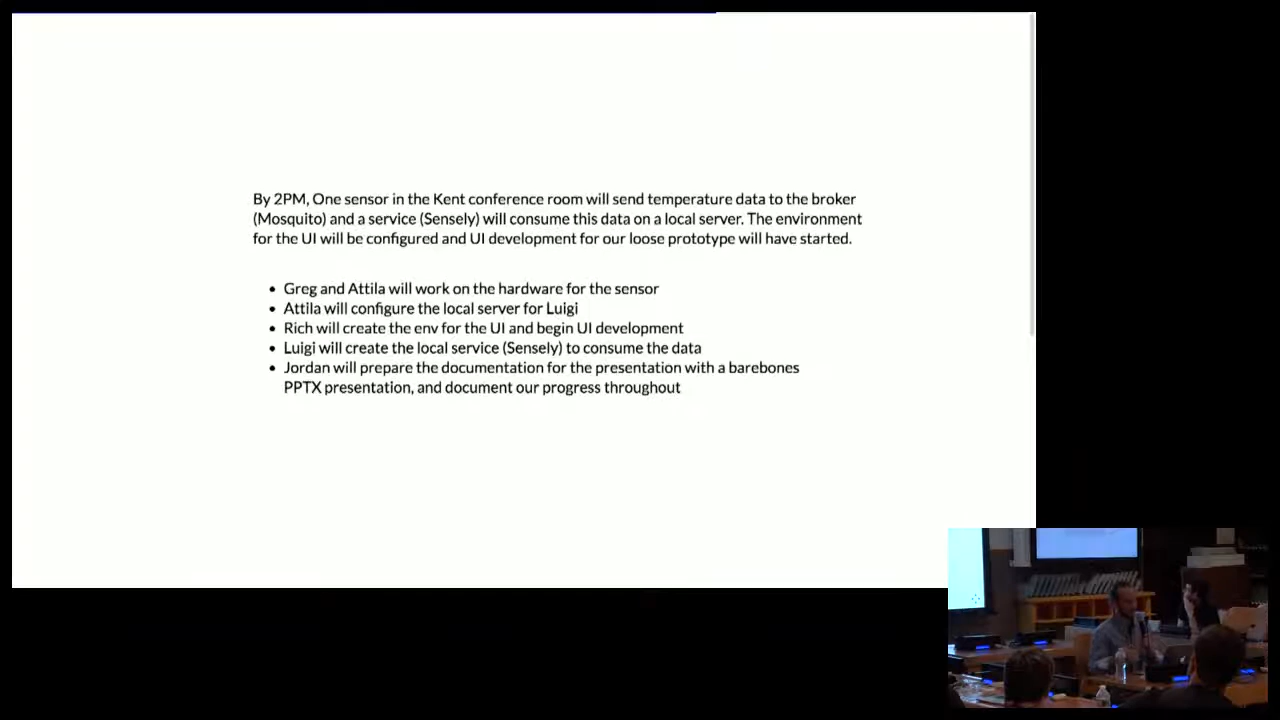 By 2PM, One sensor in the Kent conference room will send temperature data to the broker
(Mosquito) and a service (Sensely) will consume this data on a local server. The environment
for the UI will be configured and UI development for our loose prototype will have started.
• Greg and Attila will work on the hardware for the sensor
• Attila will configure the local server for Luigi
• Rich will create the env for the UI and begin UI development
• Luigi will create the local service (Sensely) to consume the data
• Jordan will prepare the documentation for the presentation with a barebones
PPTX presentation, and document our progress throughout